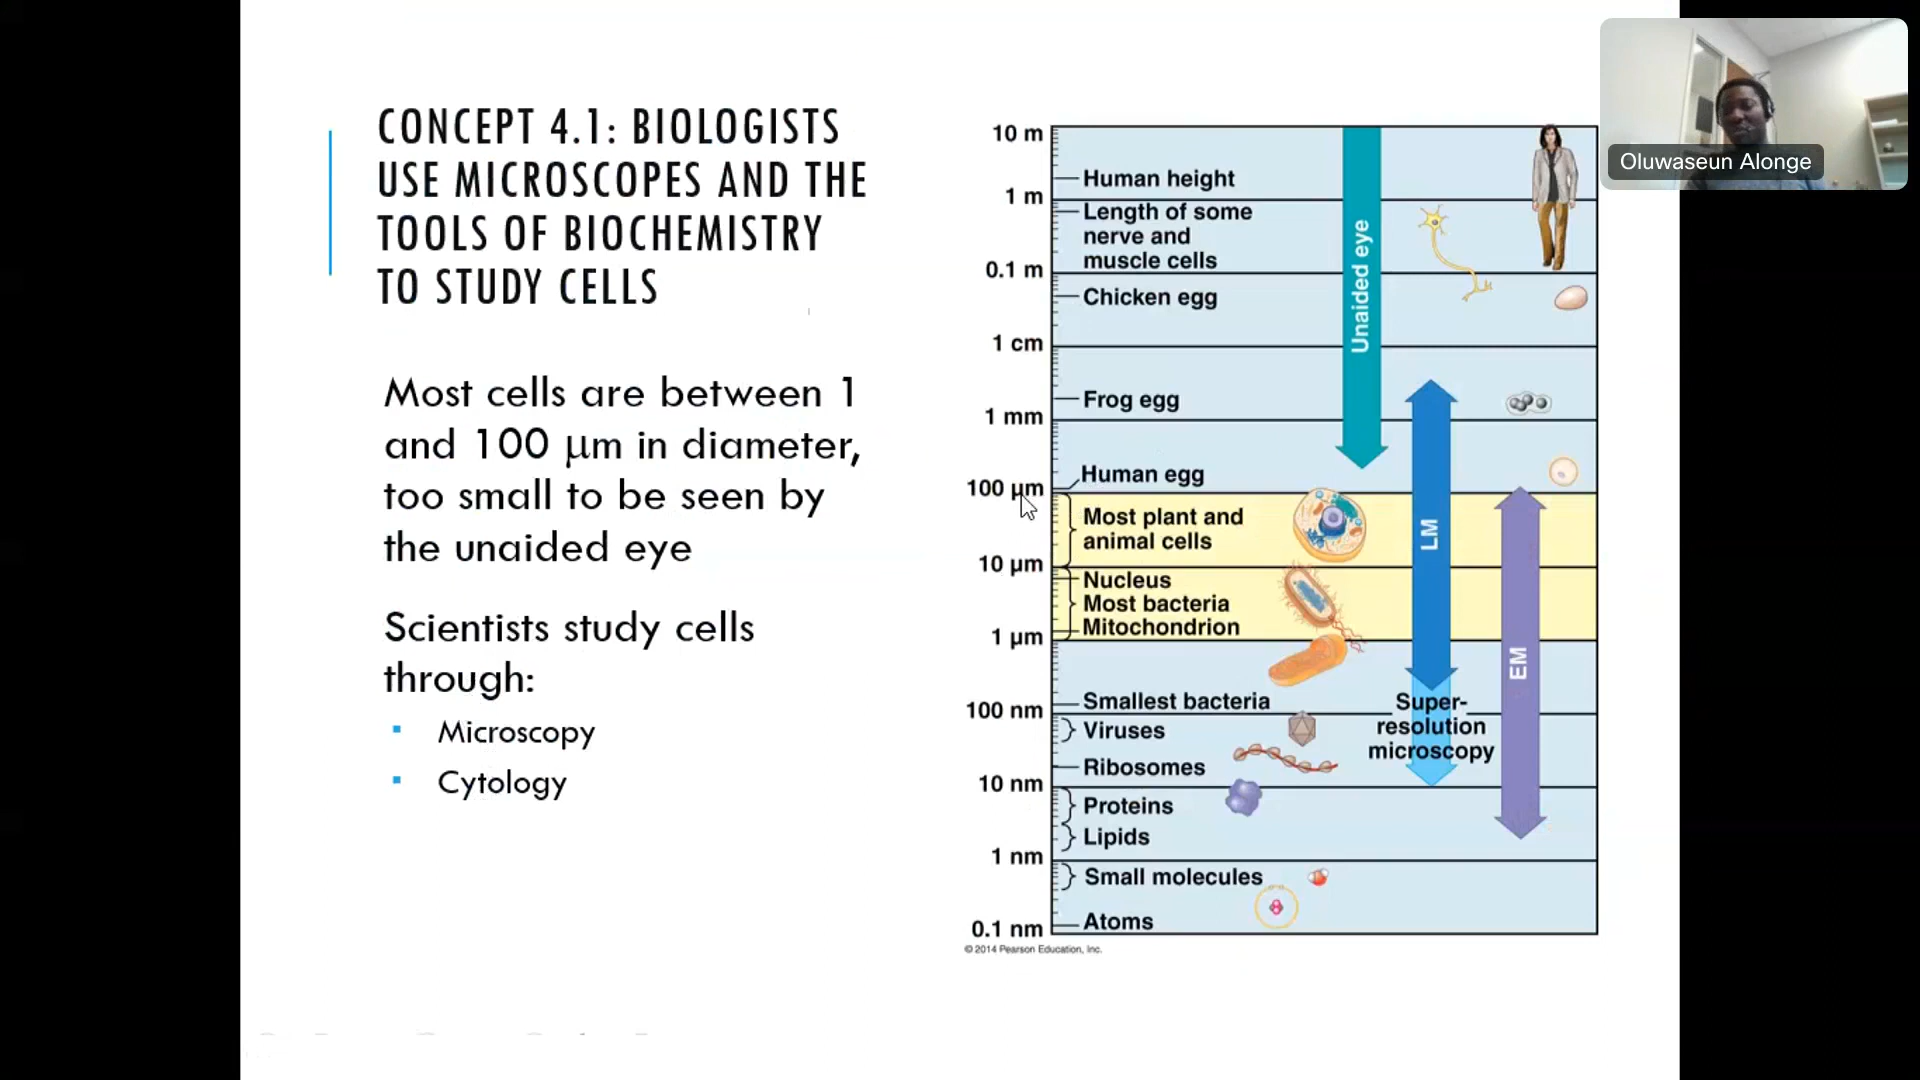 CONCEPT 4.1: BIOLOGISTS
USE MICROSCOPES AND THE
TOOLS OF BIOCHEMISTRY
TO STUDY CELLS
Most cells are between 1
and 100 μm in diameter,
too small to be seen by
the unaided eye
Scientists study cells
through:
▪ Microscopy
▪ Cytology
10 m
Human height
1 m
Length of some
nerve and
muscle cells
0.1 m
Chicken egg
1 cm
Frog egg
1 mm
Human egg
100 μm
Most plant and
animal cells
10 μm
Nucleus
Most bacteria
Mitochondrion
1 μm
Smallest bacteria
100 nm
Viruses
Ribosomes
10 nm
Proteins
Lipids
1 nm
Small molecules
Atoms
0.1 nm
Unaided eye
LM
Super-
resolution
microscopy
EM
© 2014 Pearson Education, Inc.
Oluwaseun Alonge